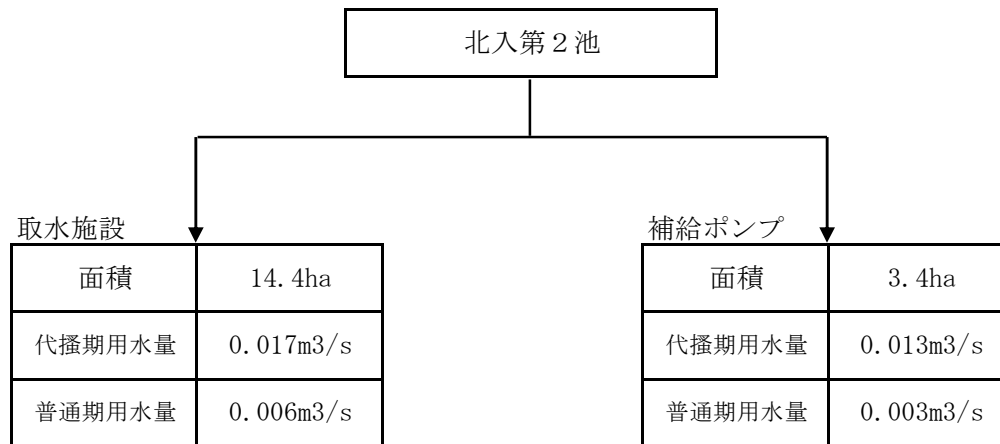 北入第２池
取水施設
面積 14.4ha
代掻期用水量 0.017m3/s
普通期用水量 0.006m3/s
補給ポンプ
面積 3.4ha
代掻期用水量 0.013m3/s
普通期用水量 0.003m3/s